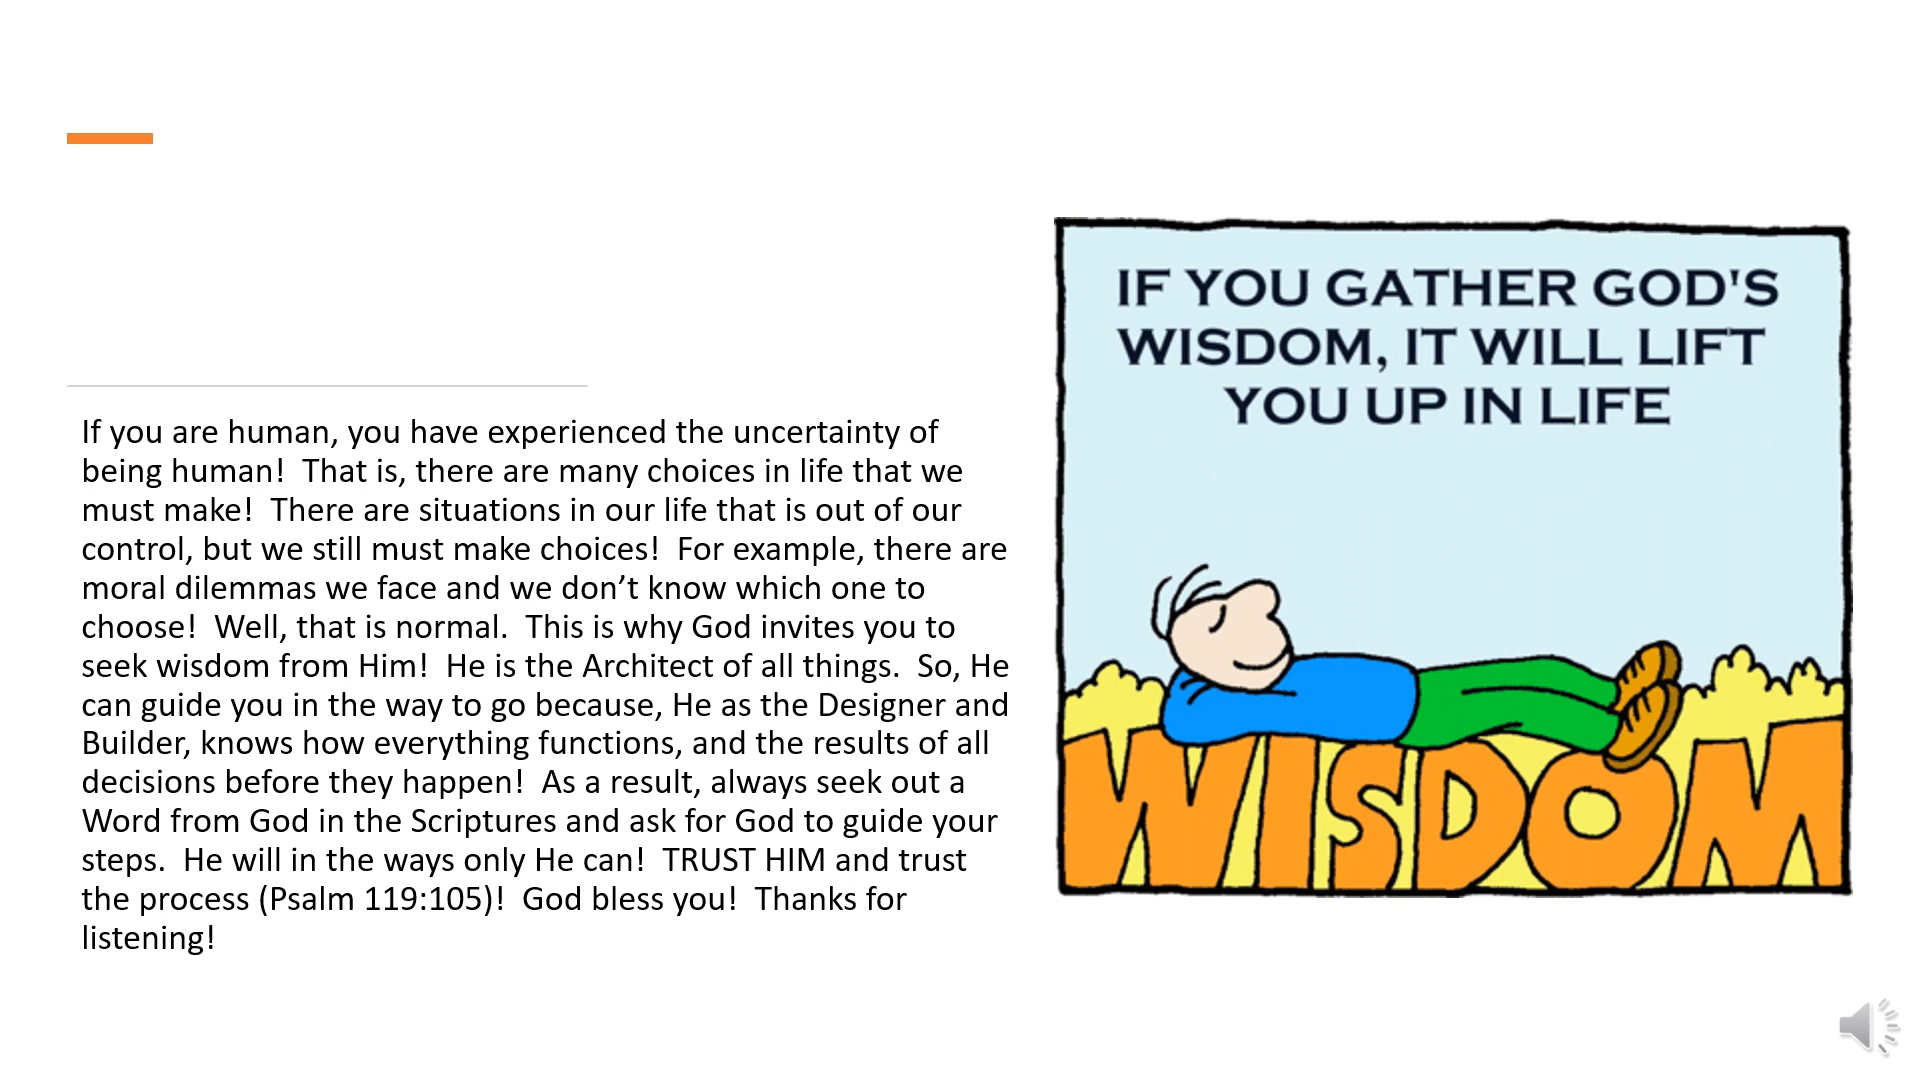 If you are human, you have experienced the uncertainty of
being human!  That is, there are many choices in life that we
must make!  There are situations in our life that is out of our
control, but we still must make choices!  For example, there are
moral dilemmas we face and we don’t know which one to
choose!  Well, that is normal.  This is why God invites you to
seek wisdom from Him!  He is the Architect of all things.  So, He
can guide you in the way to go because, He as the Designer and
Builder, knows how everything functions, and the results of all
decisions before they happen!  As a result, always seek out a
Word from God in the Scriptures and ask for God to guide your
steps.  He will in the ways only He can!  TRUST HIM and trust
the process (Psalm 119:105)!  God bless you!  Thanks for
listening!
IF YOU GATHER GOD'S
WISDOM, IT WILL LIFT
YOU UP IN LIFE
WISDOM